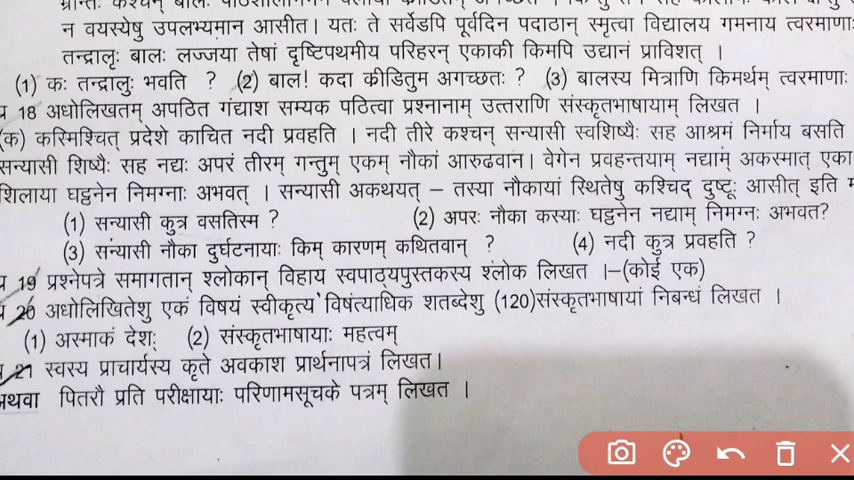 न वयस्येषु उपलभ्यमान आसीत। यतः ते सर्वेडपि पूर्वदिन पदाठान् स्मृत्वा विद्यालय गमनाय त्वरमाणाः
तन्द्रालृः बालः लज्जया तेषां दृष्टिपथमीय परिहरन् एकाकी किमपि उद्यानं प्राविशत् ।
(1) कः तन्द्रालुः भवति ? (2) बाल! कदा क्रीडितुम अगच्छतः ? (3) बालस्य मित्राणि किमर्थम् त्वरमाणाः
प्र 18 अधोलिखतम् अपठित गंद्याश सम्यक पठित्वा प्रश्नानाम् उत्तराणि संस्कृतभाषायाम् लिखत ।
(क) कस्मिश्चित् प्रदेशे काचित नदी प्रवहति । नदी तीरे कश्चन् सन्यासी स्वशिष्यैः सह आश्रमं निर्माय बसति
सन्यासी शिष्यैः सह नद्यः अपरं तीरम् गन्तुम् एकम् नौकां आरुढवान। वेगेन प्रवहन्तयाम् नद्याम् अकस्मात् एका
शिलाया घट्टनेन निमग्नाः अभवत् । सन्यासी अकथयत् – तस्या नौकायां स्थितेषु कश्चिद् दुष्टः आसीत् इति
(1) सन्यासी कुत्र वसतिस्म ? (2) अपरः नौका कस्याः घट्टनेन नद्याम् निमग्नः अभवत?
(3) संन्यासी नौका दुर्घटनायाः किम् कारणम् कथितवान् ? (4) नदी कुत्र प्रवहति ?
प्र 19 प्रश्नेपत्रे समागतान् श्लोकान् विहाय स्वपाठ्यपुस्तकस्य श्लोक लिखत ।–(कोई एक)
प्र 20 अधोलिखितेशु एकं विषयं स्वीकृत्य विषंत्याधिक शतब्देशु (120)संस्कृतभाषायां निबन्धं लिखत ।
(1) अस्माकं देशः (2) संस्कृतभाषायाः महत्वम्
प्र 21 स्वस्य प्राचार्यस्य कृते अवकाश प्रार्थनापत्रं लिखत।
अथवा पितरौ प्रति परीक्षायाः परिणामसूचके पत्रम् लिखत ।